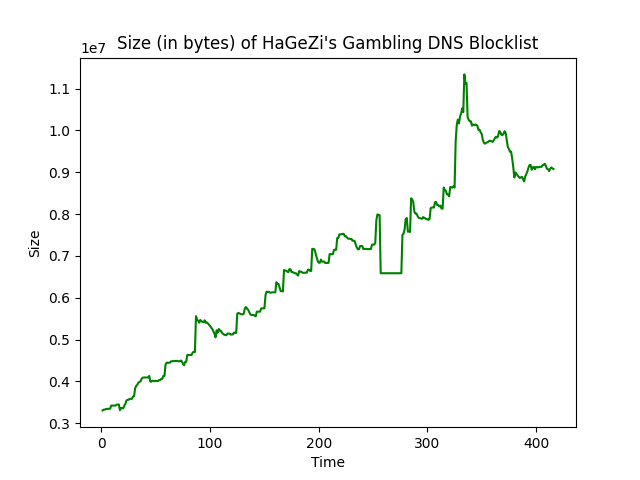 Size (in bytes) of HaGeZi's Gambling DNS Blocklist
1e7
1.1
1.0
0.9
0.8
0.7
0.6
0.5
0.4
0.3
Size
0 100 200 300 400
Time